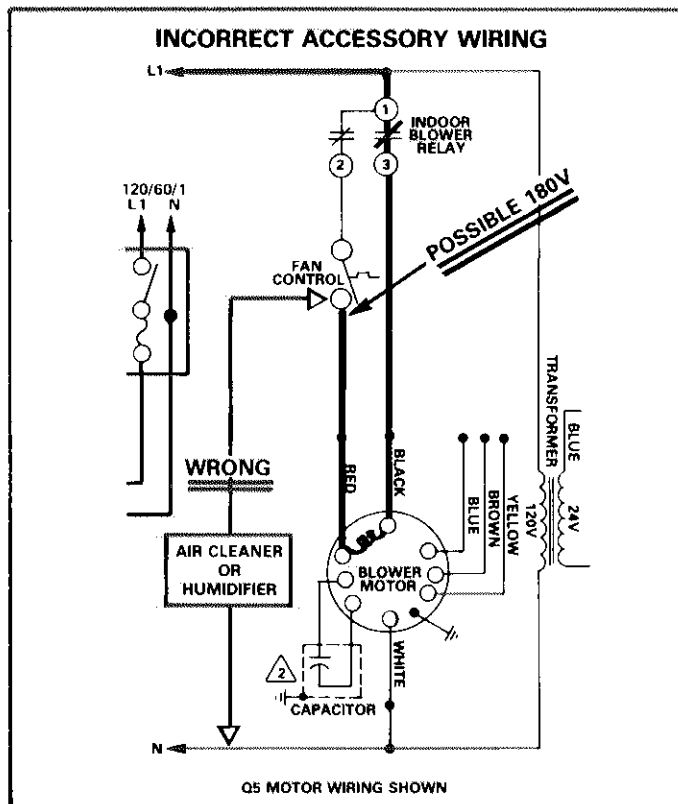 INCORRECT ACCESSORY WIRING
L1
1
INDOOR
BLOWER
RELAY
2
3
120/60/1
L1 N
POSSIBLE 180V
FAN
CONTROL
WRONG
RED
BLACK
BLUE
BROWN
YELLOW
120V
TRANSFORMER
BLUE
24V
AIR CLEANER
OR
HUMIDIFIER
BLOWER
MOTOR
2
WHITE
CAPACITOR
N
Q5 MOTOR WIRING SHOWN